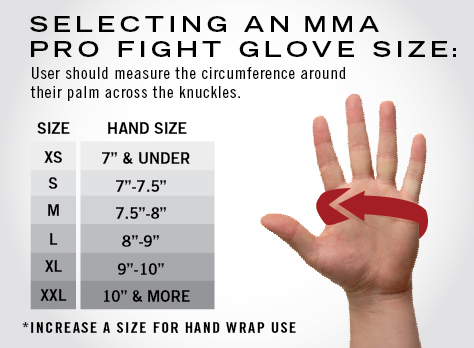 SELECTING AN MMA
PRO FIGHT GLOVE SIZE:
User should measure the circumference around
their palm across the knuckles.
SIZE HAND SIZE
XS 7” & UNDER
S 7”-7.5”
M 7.5”-8”
L 8”-9”
XL 9”-10”
XXL 10” & MORE
*INCREASE A SIZE FOR HAND WRAP USE